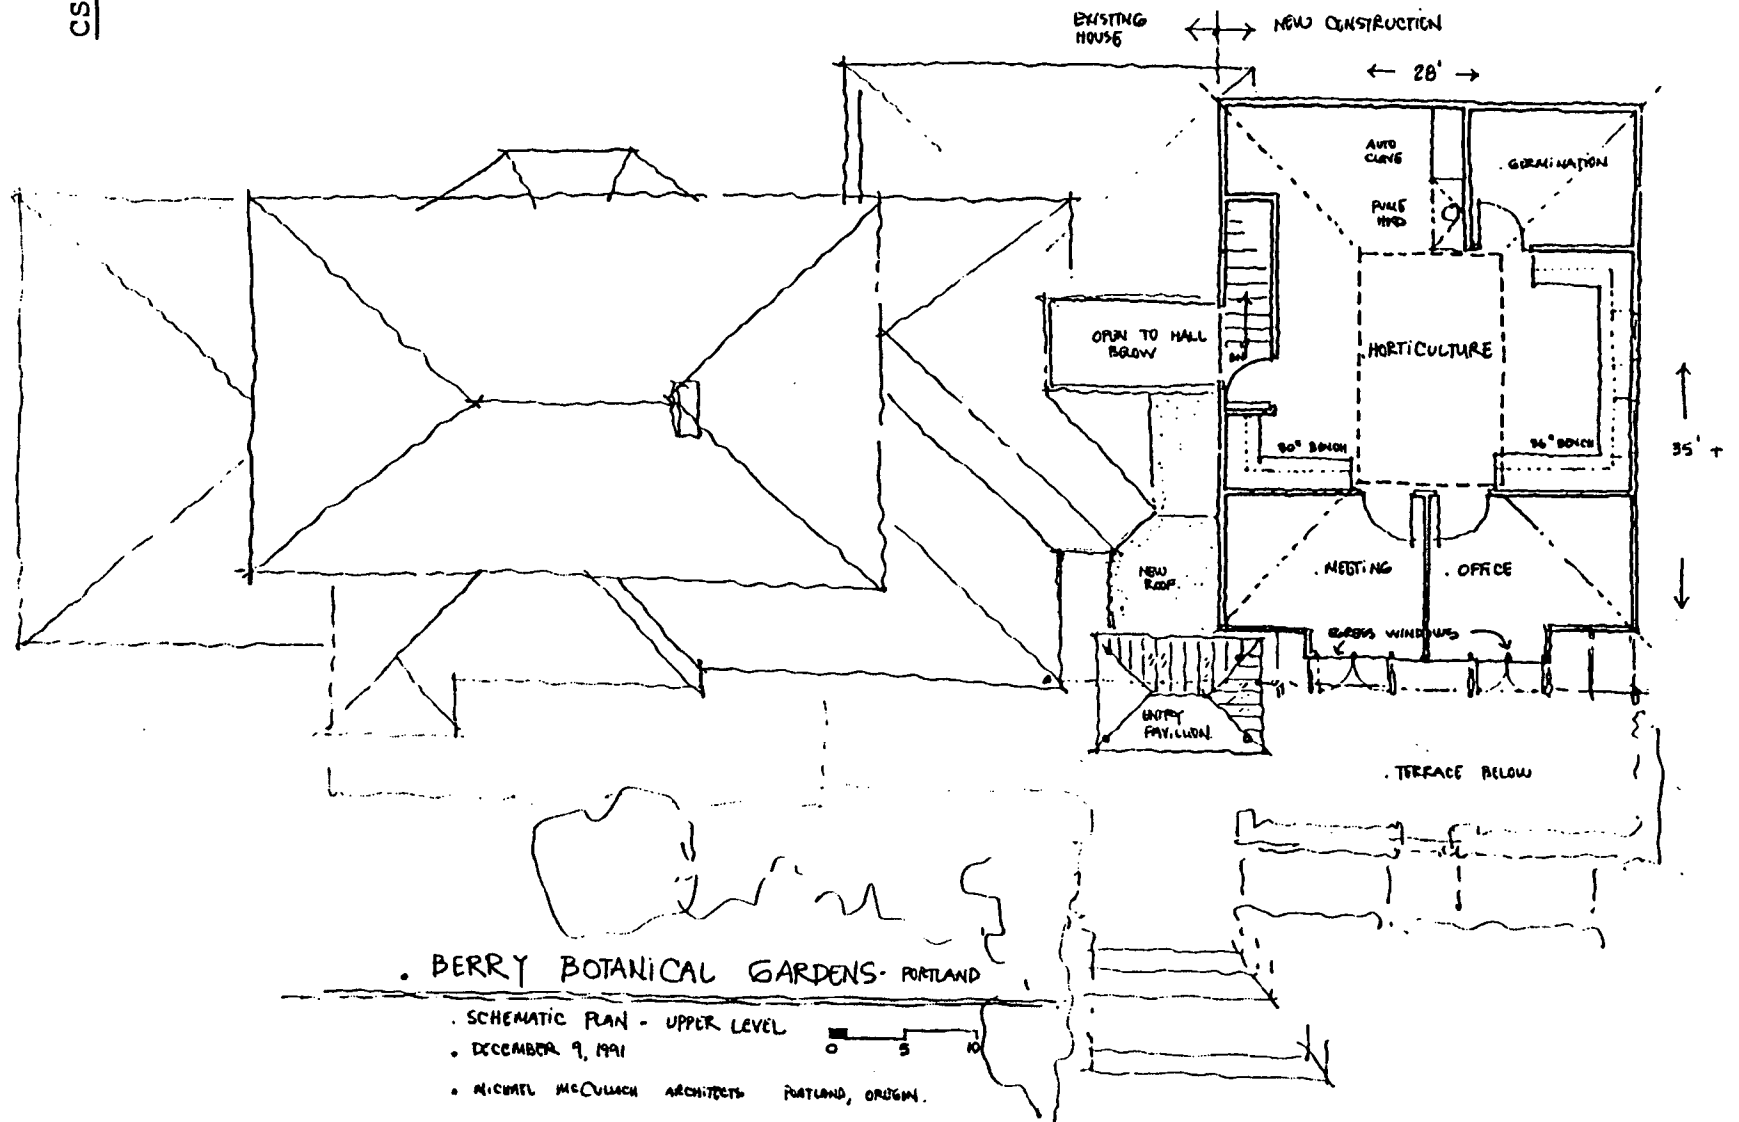 CS
EXISTING
HOUSE
NEW CONSTRUCTION
28'
AUTO
CLAVE
GERMINATION
FUME
HOOD
OPEN TO HALL
BELOW
DN
HORTICULTURE
30" BENCH
36" BENCH
35' +
NEW
ROOF
MEETING
OFFICE
EGRESS WINDOWS
ENTRY
PAVILLION
. TERRACE BELOW
. BERRY BOTANICAL GARDENS - PORTLAND
. SCHEMATIC PLAN - UPPER LEVEL
0 5 10
. DECEMBER 9, 1991
. MICHAEL McCULLOCH ARCHITECTS PORTLAND, OREGON.